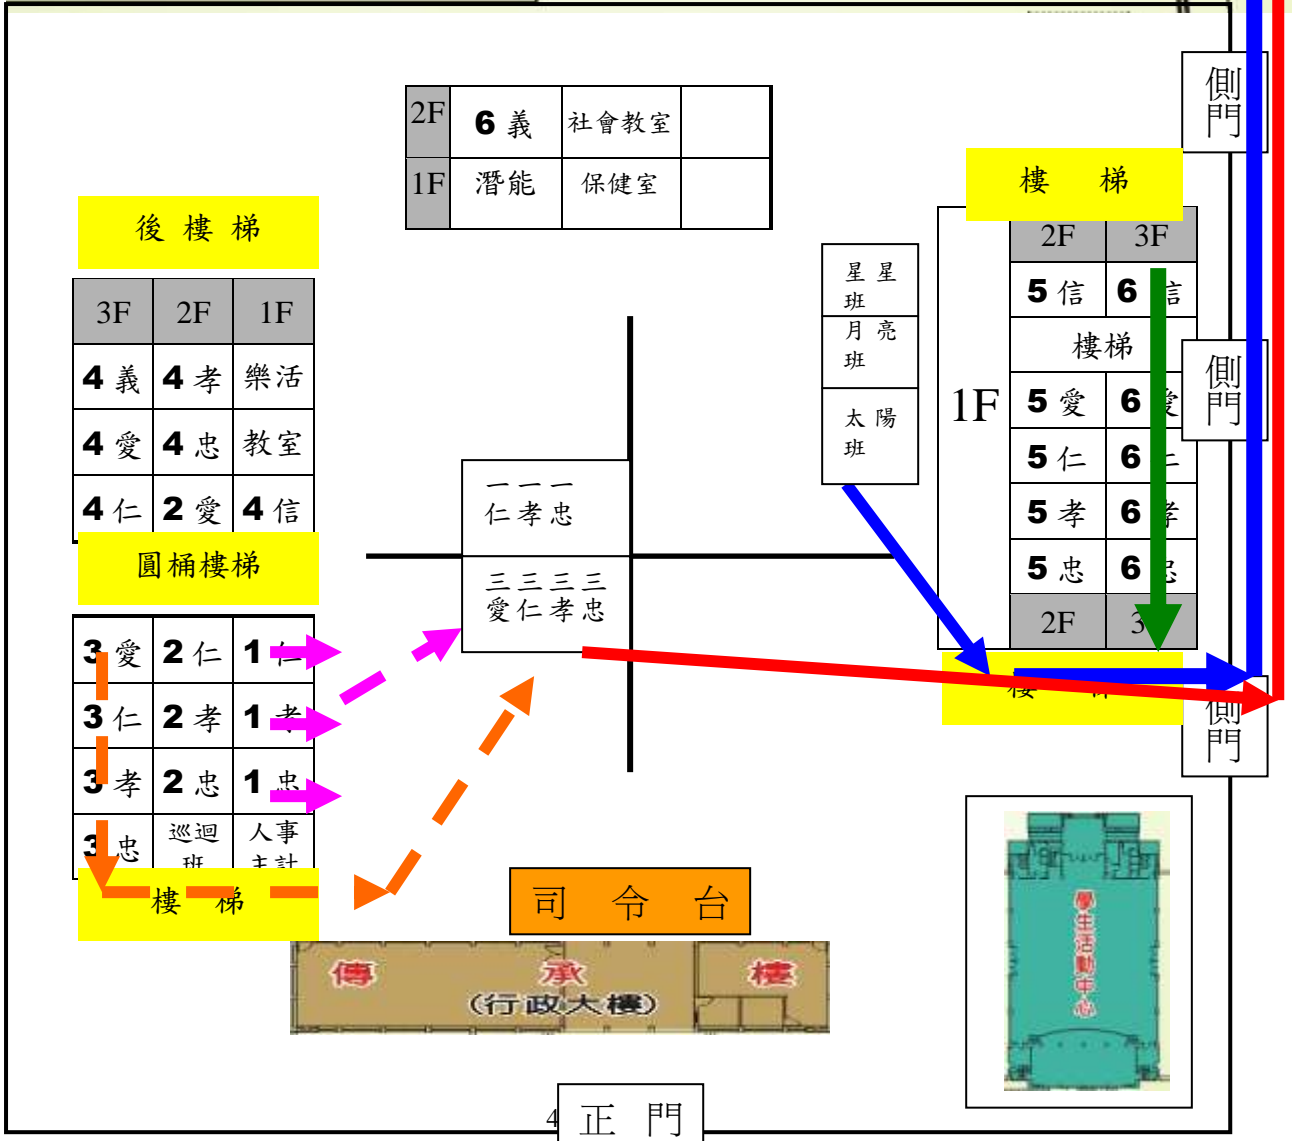 側門
2F 6 義 社會教室
1F 潛能 保健室
樓 梯
後 樓 梯
2F 3F
星星班
5 信 6 信
3F 2F 1F
月亮班
樓梯
側門
4 義 4 孝 樂活
1F
5 愛 6 愛
太陽班
4 愛 4 忠 教室
5 仁 6 仁
一仁 一孝 一忠
4 仁 2 愛 4 信
5 孝 6 孝
圓桶樓梯
5 忠 6 忠
三愛 三仁 三孝 三忠
2F 3
3 愛 2 仁 1 仁
樓 梯
側門
3 仁 2 孝 1 孝
3 孝 2 忠 1 忠
3 忠 巡迴班 人事主計
樓 梯
司 令 台
學生活動中心
傳 承 樓
(行政大樓)
4
正 門